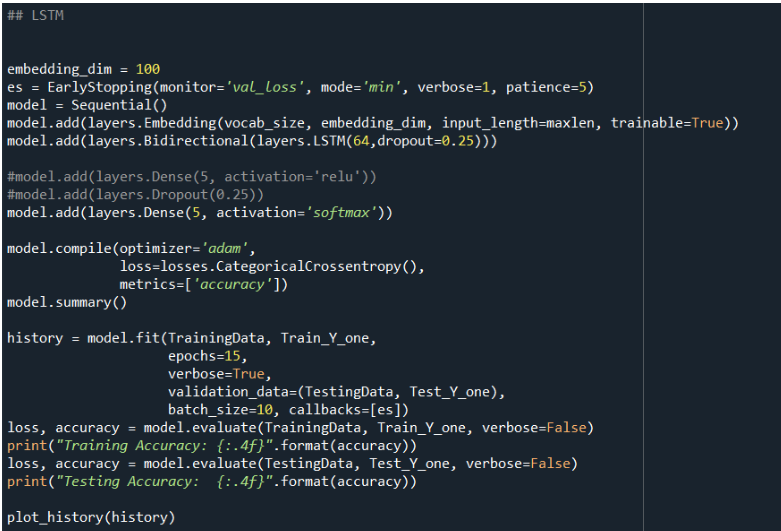 ## LSTM
embedding_dim = 100
es = EarlyStopping(monitor='val_loss', mode='min', verbose=1, patience=5)
model = Sequential()
model.add(layers.Embedding(vocab_size, embedding_dim, input_length=maxlen, trainable=True))
model.add(layers.Bidirectional(layers.LSTM(64,dropout=0.25)))
#model.add(layers.Dense(5, activation='relu'))
#model.add(layers.Dropout(0.25))
model.add(layers.Dense(5, activation='softmax'))
model.compile(optimizer='adam',
loss=losses.CategoricalCrossentropy(),
metrics=['accuracy'])
model.summary()
history = model.fit(TrainingData, Train_Y_one,
epochs=15,
verbose=True,
validation_data=(TestingData, Test_Y_one),
batch_size=10, callbacks=[es])
loss, accuracy = model.evaluate(TrainingData, Train_Y_one, verbose=False)
print("Training Accuracy: {:.4f}".format(accuracy))
loss, accuracy = model.evaluate(TestingData, Test_Y_one, verbose=False)
print("Testing Accuracy:  {:.4f}".format(accuracy))
plot_history(history)